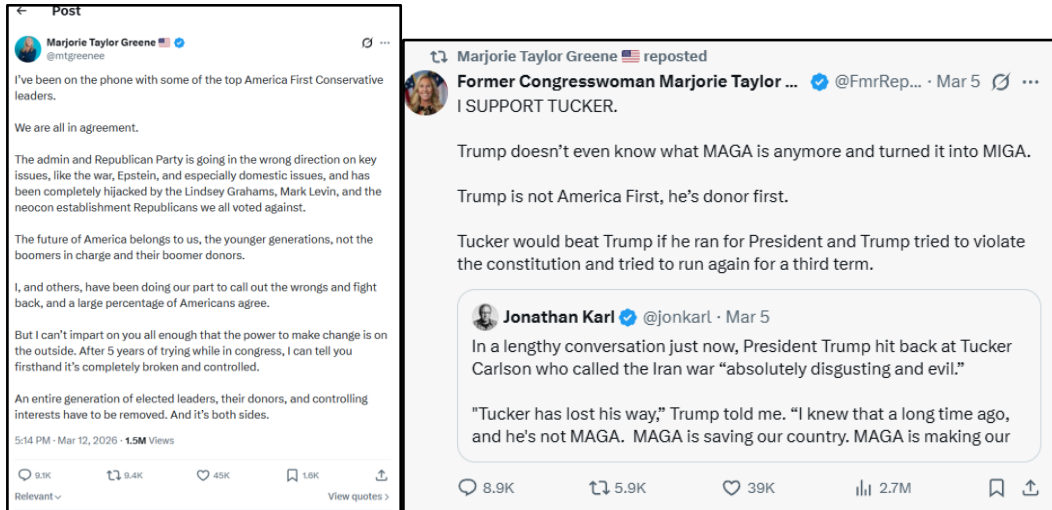 Post
Marjorie Taylor Greene 🇺🇸
@mtgreenee
I've been on the phone with some of the top America First Conservative
leaders.
We are all in agreement.
The admin and Republican Party is going in the wrong direction on key
issues, like the war, Epstein, and especially domestic issues, and has
been completely hijacked by the Lindsey Grahams, Mark Levin, and the
neocon establishment Republicans we all voted against.
The future of America belongs to us, the younger generations, not the
boomers in charge and their boomer donors.
I, and others, have been doing our part to call out the wrongs and fight
back, and a large percentage of Americans agree.
But I can't impart on you all enough that the power to make change is on
the outside. After 5 years of trying while in congress, I can tell you
firsthand it's completely broken and controlled.
An entire generation of elected leaders, their donors, and controlling
interests have to be removed. And it's both sides.
5:14 PM · Mar 12, 2026 · 1.5M Views
9.1K 9.4K 45K 1.6K
Relevant View quotes
Marjorie Taylor Greene 🇺🇸 reposted
Former Congresswoman Marjorie Taylor ... @FmrRep... · Mar 5
I SUPPORT TUCKER.
Trump doesn't even know what MAGA is anymore and turned it into MIGA.
Trump is not America First, he's donor first.
Tucker would beat Trump if he ran for President and Trump tried to violate
the constitution and tried to run again for a third term.
Jonathan Karl @jonkarl · Mar 5
In a lengthy conversation just now, President Trump hit back at Tucker
Carlson who called the Iran war “absolutely disgusting and evil.”
"Tucker has lost his way,” Trump told me. “I knew that a long time ago,
and he's not MAGA.  MAGA is saving our country. MAGA is making our
8.9K 5.9K 39K 2.7M